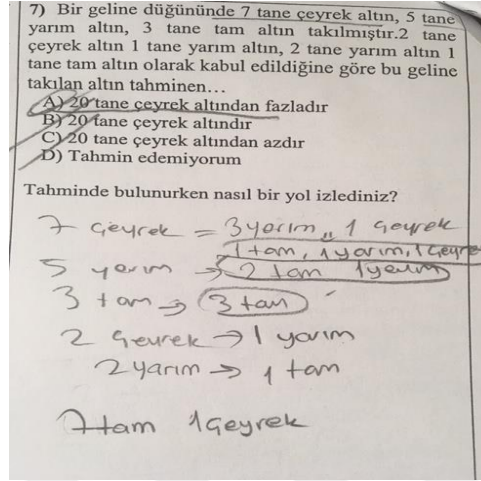 7) Bir geline düğününde 7 tane çeyrek altın, 5 tane
yarım altın, 3 tane tam altın takılmıştır.2 tane
çeyrek altın 1 tane yarım altın, 2 tane yarım altın 1
tane tam altın olarak kabul edildiğine göre bu geline
takılan altın tahminen…
A) 20 tane çeyrek altından fazladır
B) 20 tane çeyrek altındır
C) 20 tane çeyrek altından azdır
D) Tahmin edemiyorum
Tahminde bulunurken nasıl bir yol izlediniz?
7 çeyrek = 3 yarım, 1 çeyrek
1 tam, 1 yarım, 1 çeyre
5 yarım → 2 tam 1 yarım
3 tam → 3 tam
2 çeyrek → 1 yarım
2 yarım → 1 tam
7 tam 1 çeyrek